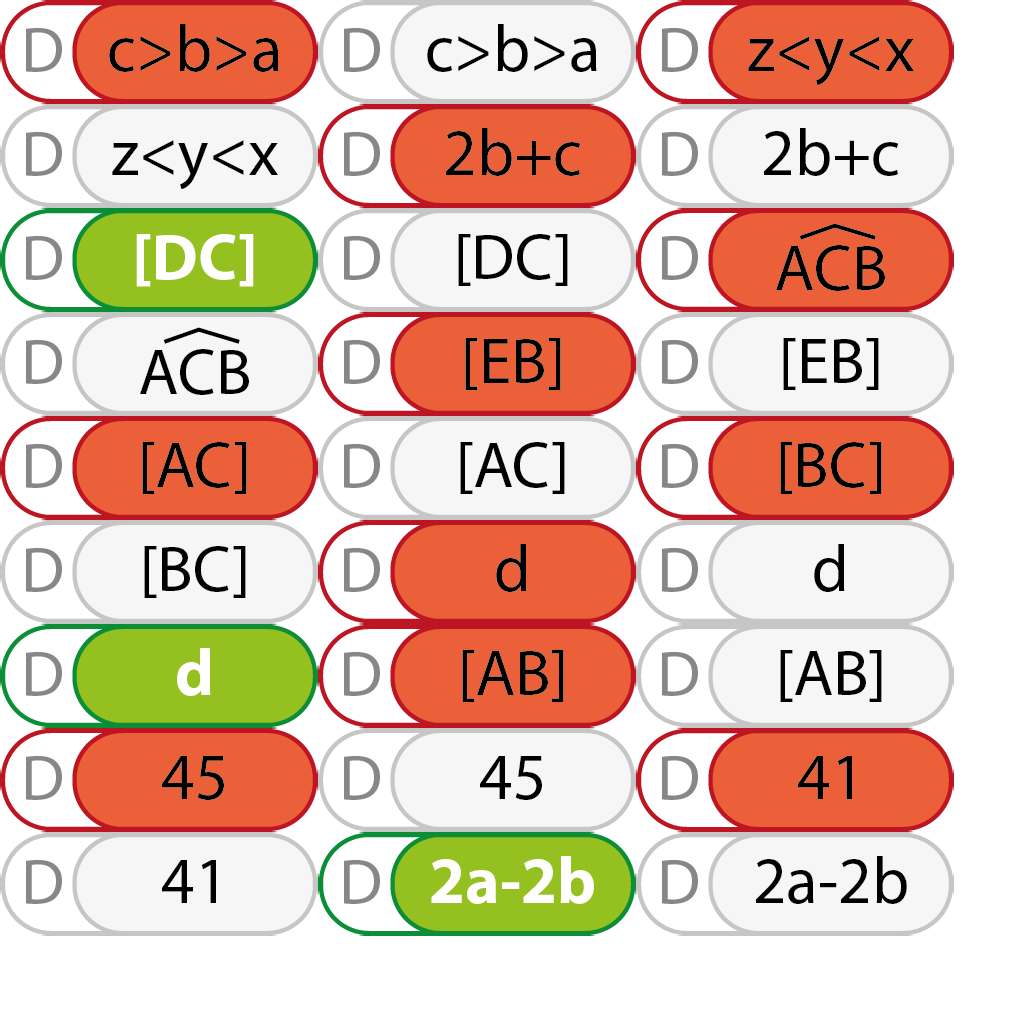 D c>b>a D c>b>a D z<y<x
D z<y<x D 2b+c D 2b+c
D [DC] D [DC] D \widehat{ACB}
D \widehat{ACB} D [EB] D [EB]
D [AC] D [AC] D [BC]
D [BC] D d D d
D d D [AB] D [AB]
D 45 D 45 D 41
D 41 D 2a-2b D 2a-2b